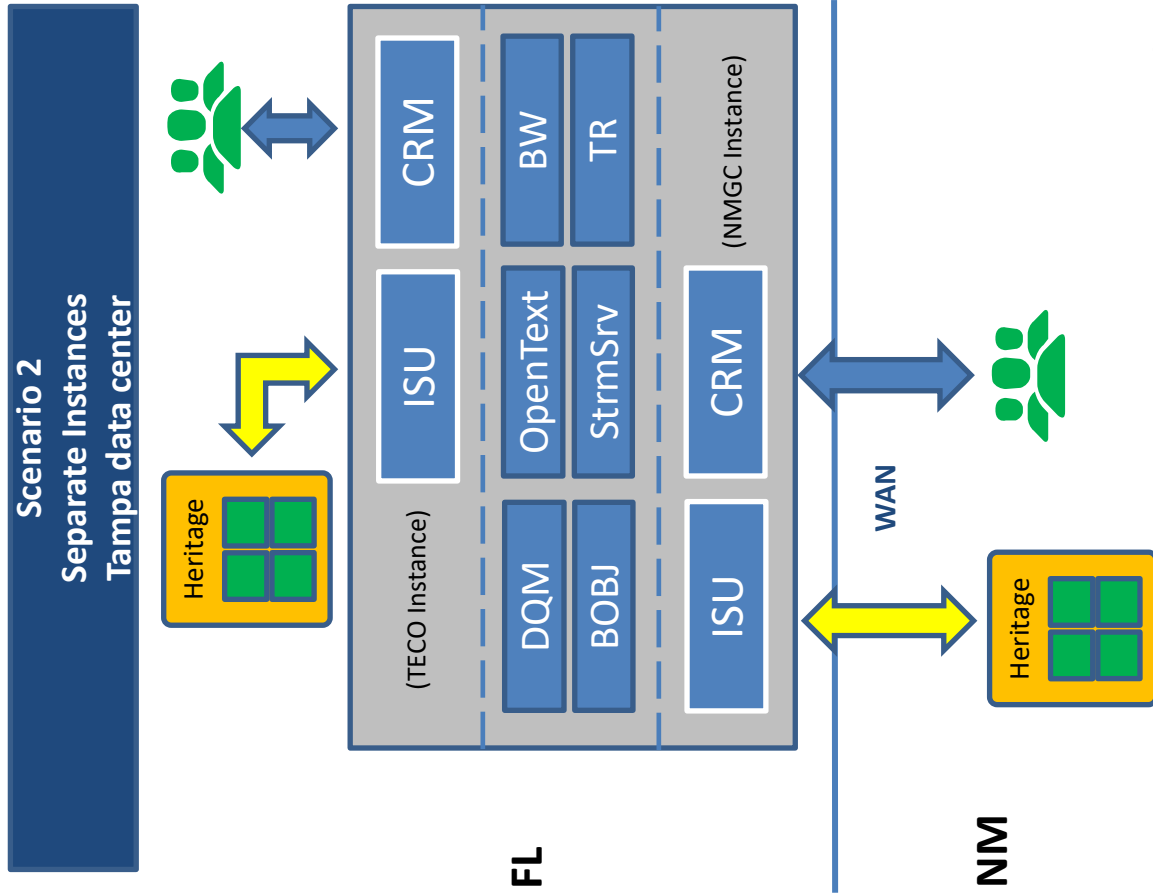 Scenario 2
Separate Instances
Tampa data center
Heritage
(TECO Instance)
ISU
CRM
DQM
OpenText
BW
BOBJ
StrmSrv
TR
FL
ISU
CRM
(NMGC Instance)
WAN
NM
Heritage